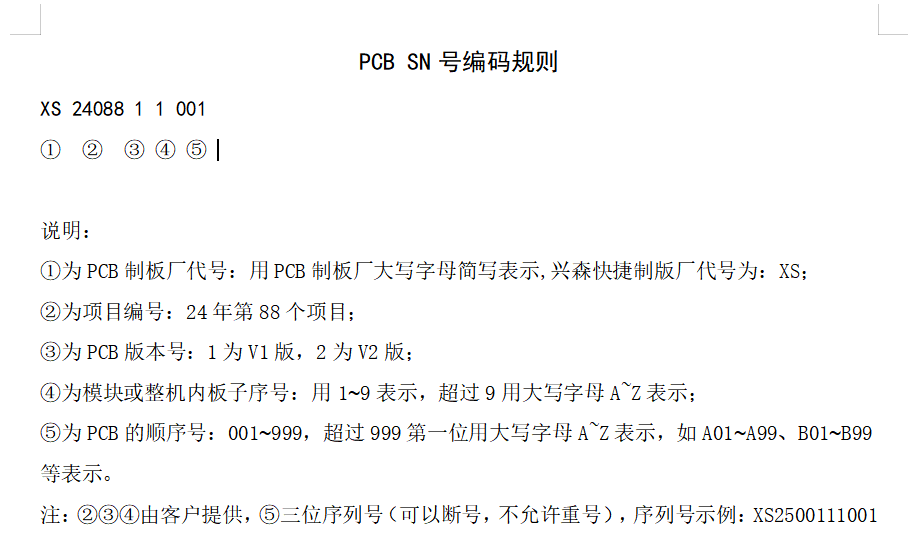 PCB SN 号编码规则
XS 24088 1 1 001
① ② ③ ④ ⑤
说明：
①为 PCB 制板厂代号：用 PCB 制板厂大写字母简写表示,兴森快捷制版厂代号为：XS；
②为项目编号：24 年第 88 个项目；
③为 PCB 版本号：1 为 V1 版，2 为 V2 版；
④为模块或整机内板子序号：用 1~9 表示，超过 9 用大写字母 A~Z 表示；
⑤为 PCB 的顺序号：001~999，超过 999 第一位用大写字母 A~Z 表示，如 A01~A99、B01~B99
等表示。
注：②③④由客户提供，⑤三位序列号（可以断号，不允许重号），序列号示例：XS2500111001